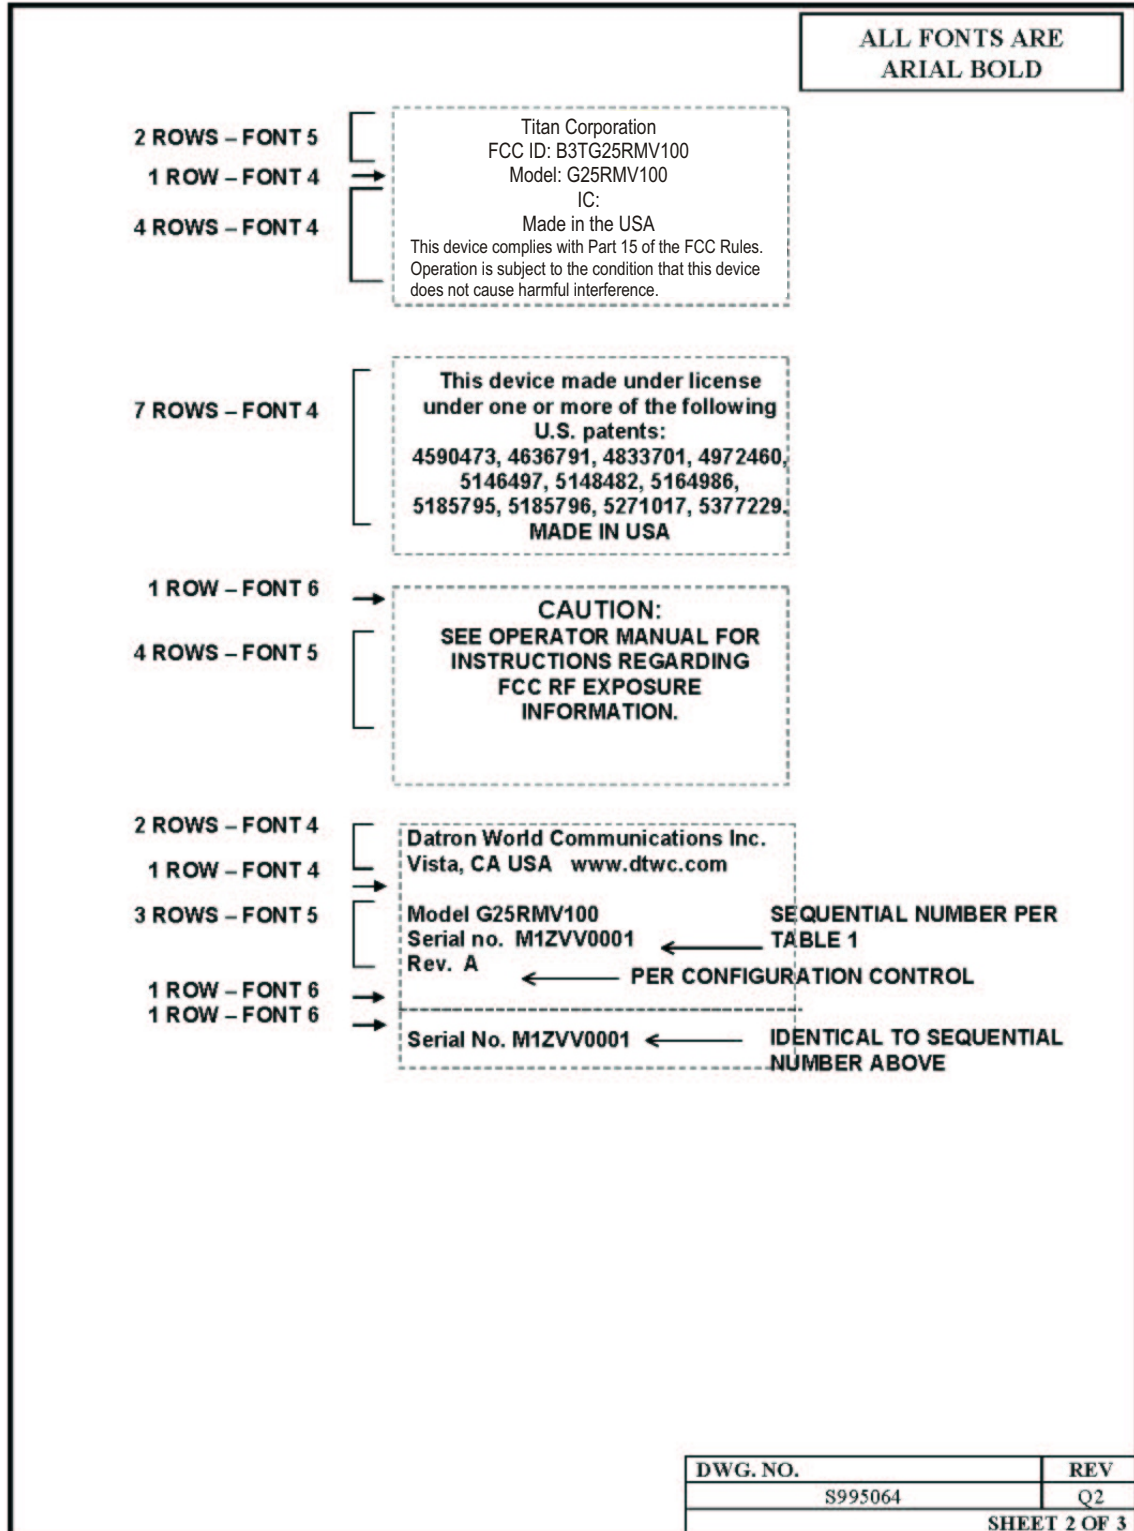 ALL FONTS ARE
ARIAL BOLD
2 ROWS – FONT 5
1 ROW – FONT 4
4 ROWS – FONT 4
Titan Corporation
FCC ID: B3TG25RMV100
Model: G25RMV100
IC:
Made in the USA
This device complies with Part 15 of the FCC Rules.
Operation is subject to the condition that this device
does not cause harmful interference.
7 ROWS – FONT 4
This device made under license
under one or more of the following
U.S. patents:
4590473, 4636791, 4833701, 4972460,
5146497, 5148482, 5164986,
5185795, 5185796, 5271017, 5377229.
MADE IN USA
1 ROW – FONT 6
4 ROWS – FONT 5
CAUTION:
SEE OPERATOR MANUAL FOR
INSTRUCTIONS REGARDING
FCC RF EXPOSURE
INFORMATION.
2 ROWS – FONT 4
1 ROW – FONT 4
3 ROWS – FONT 5
1 ROW – FONT 6
1 ROW – FONT 6
Datron World Communications Inc.
Vista, CA USA www.dtwc.com
Model G25RMV100
Serial no. M1ZVV0001
Rev. A
SEQUENTIAL NUMBER PER
TABLE 1
PER CONFIGURATION CONTROL
Serial No. M1ZVV0001
IDENTICAL TO SEQUENTIAL
NUMBER ABOVE
DWG. NO.
REV
S995064
Q2
SHEET 2 OF 3